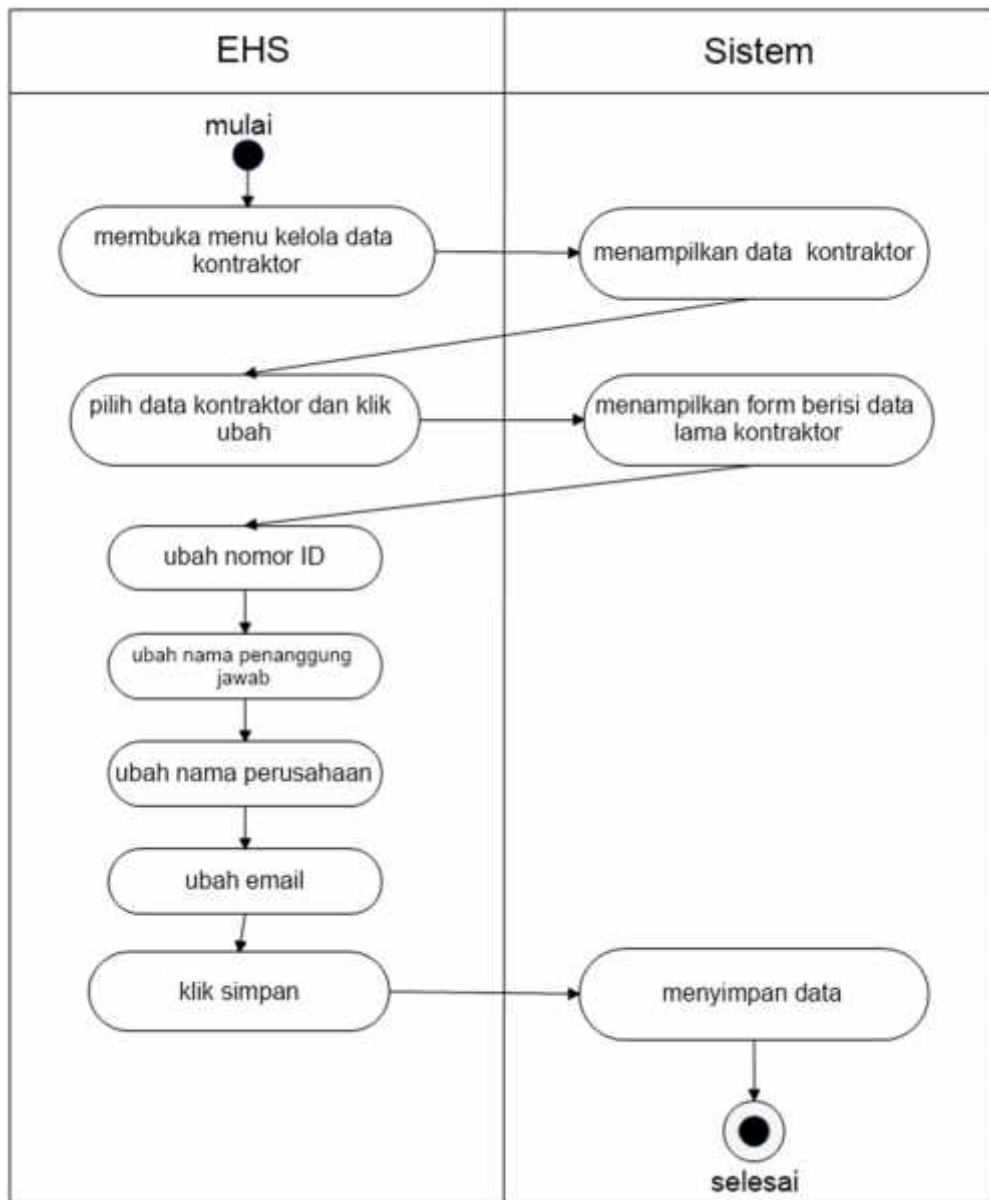 EHS
Sistem
mulai
membuka menu kelola data
kontraktor
menampilkan data kontraktor
pilih data kontraktor dan klik
ubah
menampilkan form berisi data
lama kontraktor
ubah nomor ID
ubah nama penanggung
jawab
ubah nama perusahaan
ubah email
klik simpan
menyimpan data
selesai